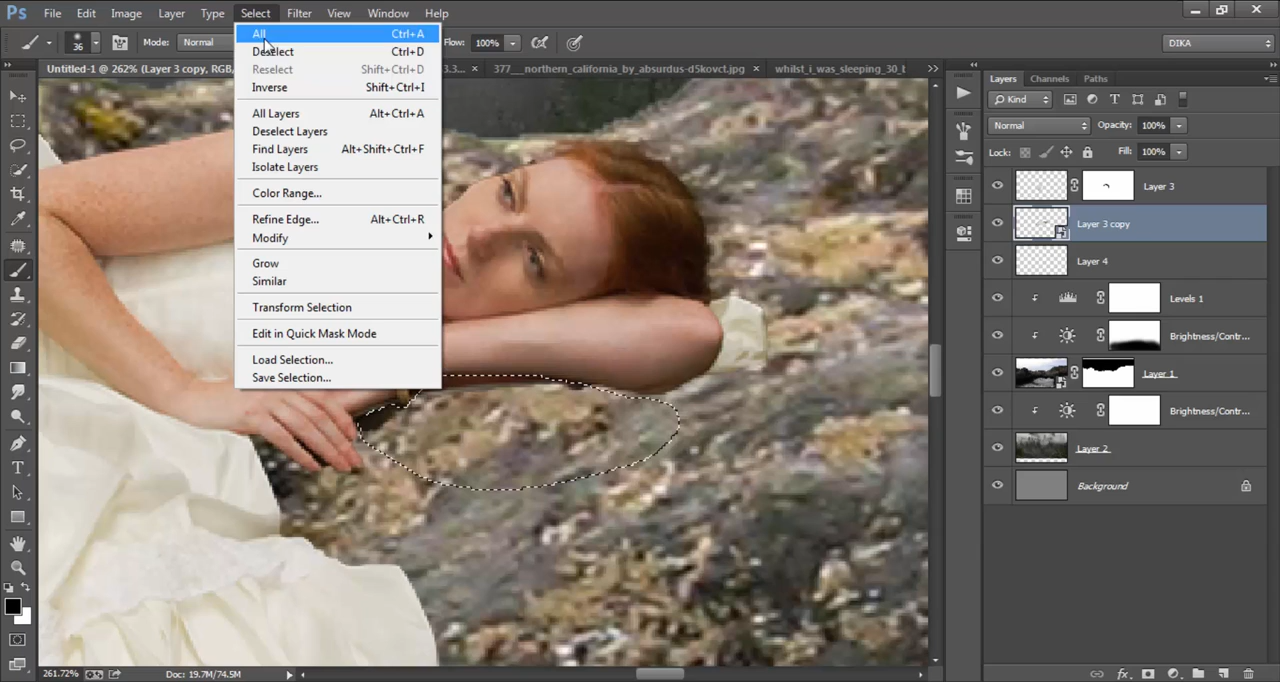 Ps File Edit Image Layer Type Select Filter View Window Help
36 Mode: Normal Flow: 100% DIKA
Untitled-1 @ 262% (Layer 3 copy, RGB/ 3.3... × 377__northern_california_by_absurdus-d5kovct.jpg × whilst_i_was_sleeping_30_b
All Ctrl+A
Deselect Ctrl+D
Reselect Shift+Ctrl+D
Inverse Shift+Ctrl+I
All Layers Alt+Ctrl+A
Deselect Layers
Find Layers Alt+Shift+Ctrl+F
Isolate Layers
Color Range...
Refine Edge... Alt+Ctrl+R
Modify
Grow
Similar
Transform Selection
Edit in Quick Mask Mode
Load Selection...
Save Selection...
Layers Channels Paths
Kind
Normal Opacity: 100%
Lock: Fill: 100%
Layer 3
Layer 3 copy
Layer 4
Levels 1
Brightness/Contr...
Layer 1
Brightness/Contr...
Layer 2
Background
261.72% Doc: 19.7M/74.5M